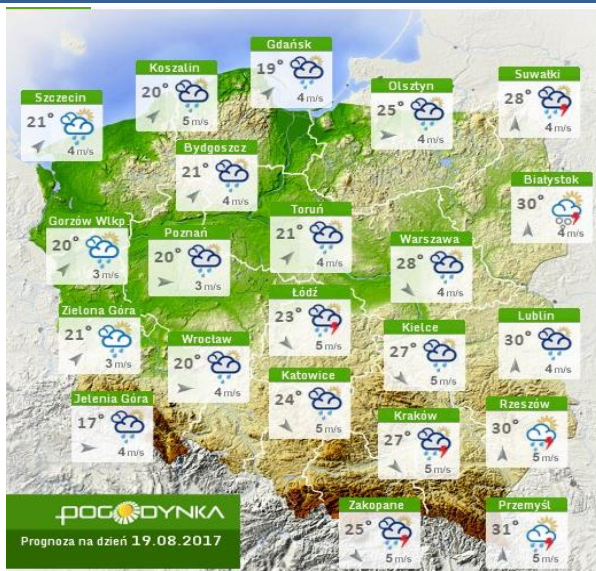 Gdańsk
19°
4 m/s
Koszalin
20°
5 m/s
Suwałki
28°
4 m/s
Olsztyn
25°
4 m/s
Szczecin
21°
4 m/s
Bydgoszcz
21°
4 m/s
Białystok
30°
4 m/s
Toruń
21°
4 m/s
Gorzów Wlkp
20°
3 m/s
Poznań
20°
3 m/s
Warszawa
28°
4 m/s
Łódź
23°
5 m/s
Zielona Góra
21°
3 m/s
Lublin
30°
4 m/s
Kielce
27°
5 m/s
Wrocław
20°
4 m/s
Katowice
24°
5 m/s
Jelenia Góra
17°
4 m/s
Rzeszów
30°
5 m/s
Kraków
27°
5 m/s
Zakopane
25°
5 m/s
Przemyśl
31°
5 m/s
POGODYNKA
Prognoza na dzień 19.08.2017